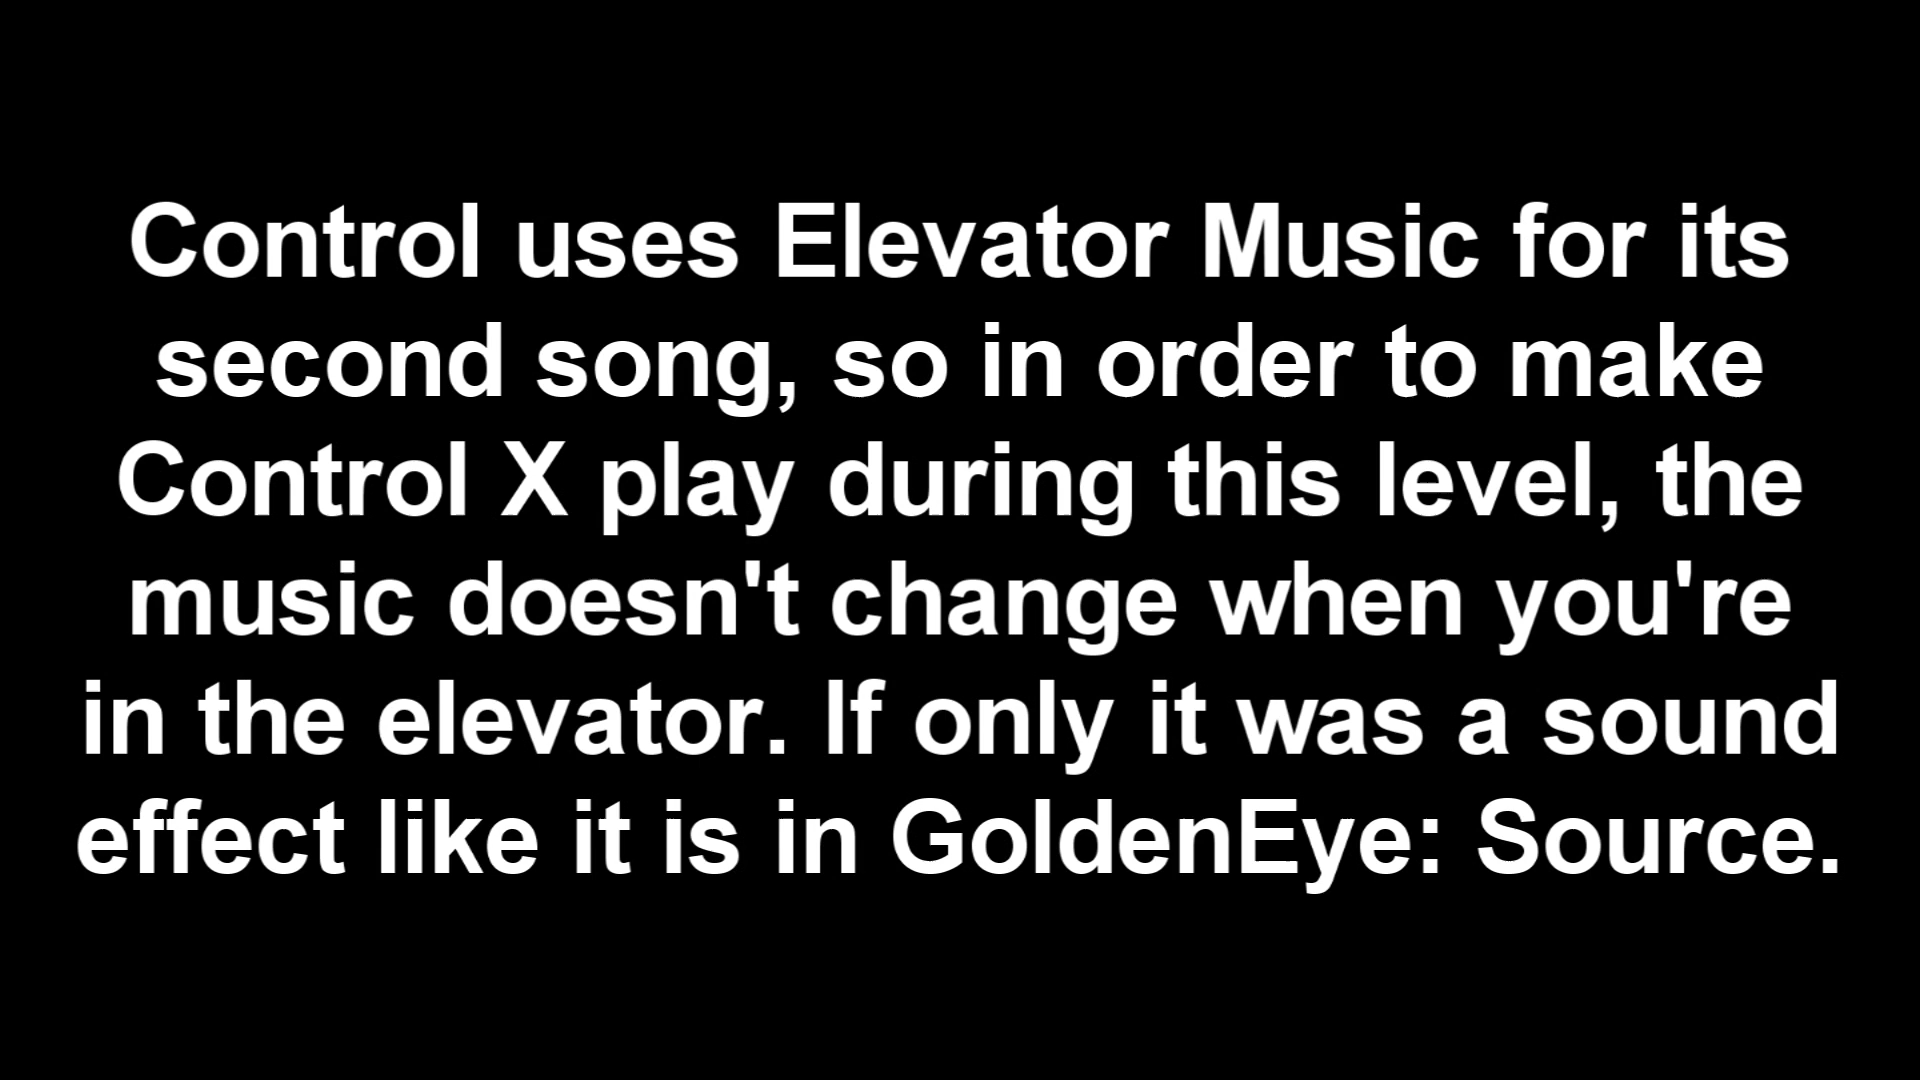 Control uses Elevator Music for its
second song, so in order to make
Control X play during this level, the
music doesn't change when you're
in the elevator. If only it was a sound
effect like it is in GoldenEye: Source.